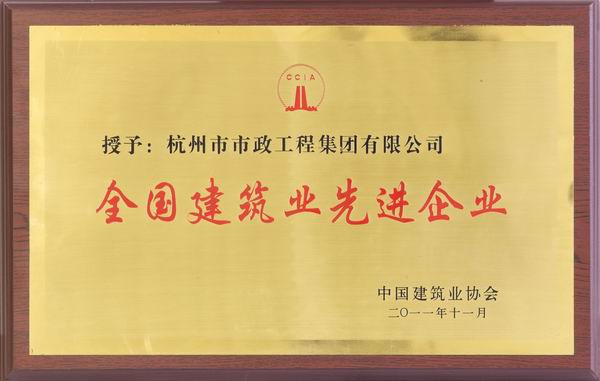 CCIA
授予：杭州市市政工程集团有限公司
全国建筑业先进企业
中国建筑业协会
二〇一一年十一月